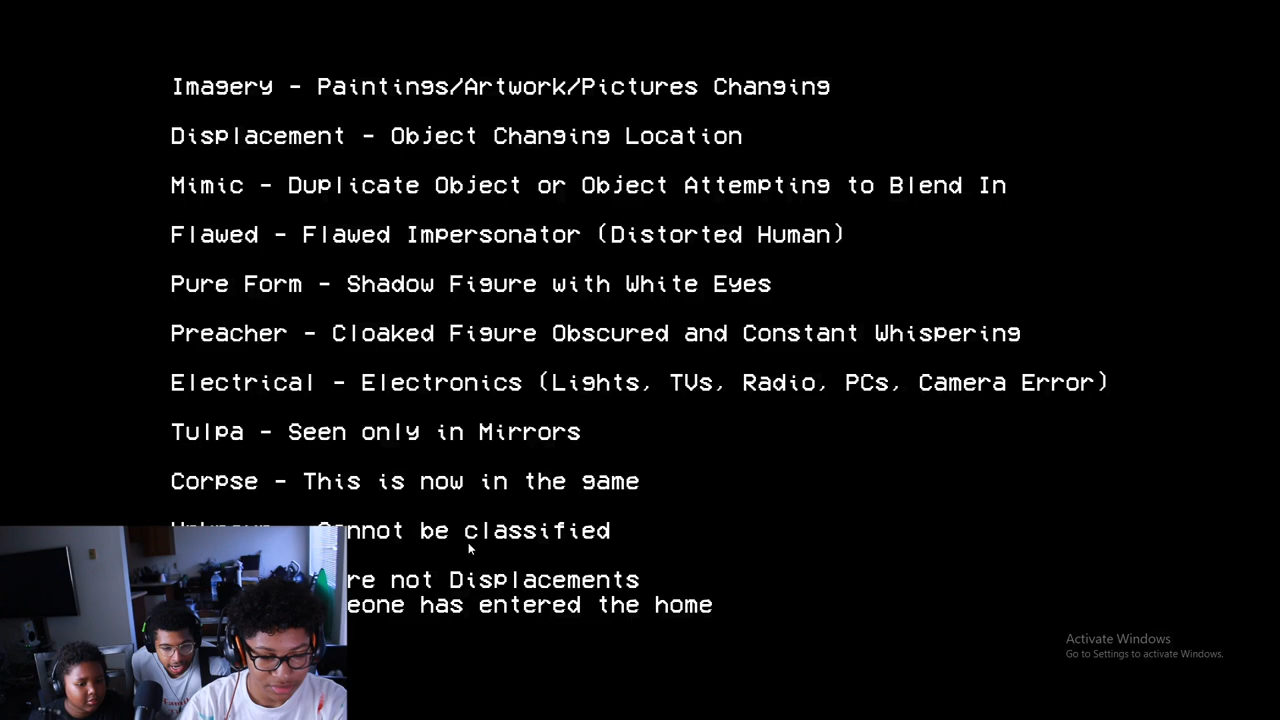 Imagery - Paintings/Artwork/Pictures Changing
Displacement - Object Changing Location
Mimic - Duplicate Object or Object Attempting to Blend In
Flawed - Flawed Impersonator (Distorted Human)
Pure Form - Shadow Figure with White Eyes
Preacher - Cloaked Figure Obscured and Constant Whispering
Electrical - Electronics (Lights, TVs, Radio, PCs, Camera Error)
Tulpa - Seen only in Mirrors
Corpse - This is now in the game
be classified
not Displacements
has entered the home
Activate Windows
Go to Settings to activate Windows.